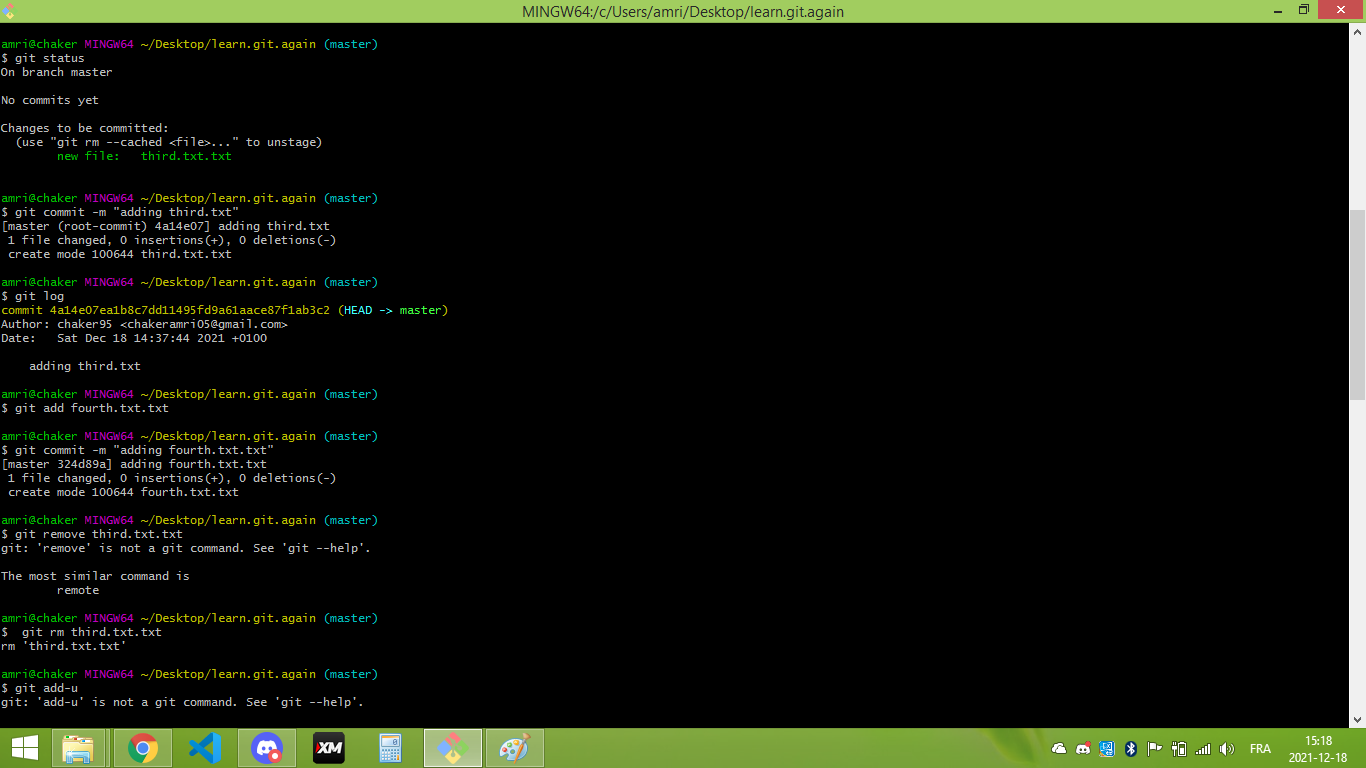 MINGW64:/c/Users/amri/Desktop/learn.git.again
amri@chaker MINGW64 ~/Desktop/learn.git.again (master)
$ git status
On branch master
No commits yet
Changes to be committed:
  (use "git rm --cached <file>..." to unstage)
        new file:   third.txt.txt
amri@chaker MINGW64 ~/Desktop/learn.git.again (master)
$ git commit -m "adding third.txt"
[master (root-commit) 4a14e07] adding third.txt
 1 file changed, 0 insertions(+), 0 deletions(-)
 create mode 100644 third.txt.txt
amri@chaker MINGW64 ~/Desktop/learn.git.again (master)
$ git log
commit 4a14e07ea1b8c7dd11495fd9a61aace87f1ab3c2 (HEAD -> master)
Author: chaker95 <chakeramri05@gmail.com>
Date:   Sat Dec 18 14:37:44 2021 +0100
    adding third.txt
amri@chaker MINGW64 ~/Desktop/learn.git.again (master)
$ git add fourth.txt.txt
amri@chaker MINGW64 ~/Desktop/learn.git.again (master)
$ git commit -m "adding fourth.txt.txt"
[master 324d89a] adding fourth.txt.txt
 1 file changed, 0 insertions(+), 0 deletions(-)
 create mode 100644 fourth.txt.txt
amri@chaker MINGW64 ~/Desktop/learn.git.again (master)
$ git remove third.txt.txt
git: 'remove' is not a git command. See 'git --help'.
The most similar command is
        remote
amri@chaker MINGW64 ~/Desktop/learn.git.again (master)
$  git rm third.txt.txt
rm 'third.txt.txt'
amri@chaker MINGW64 ~/Desktop/learn.git.again (master)
$ git add-u
git: 'add-u' is not a git command. See 'git --help'.
XM
FRA
15:18
2021-12-18